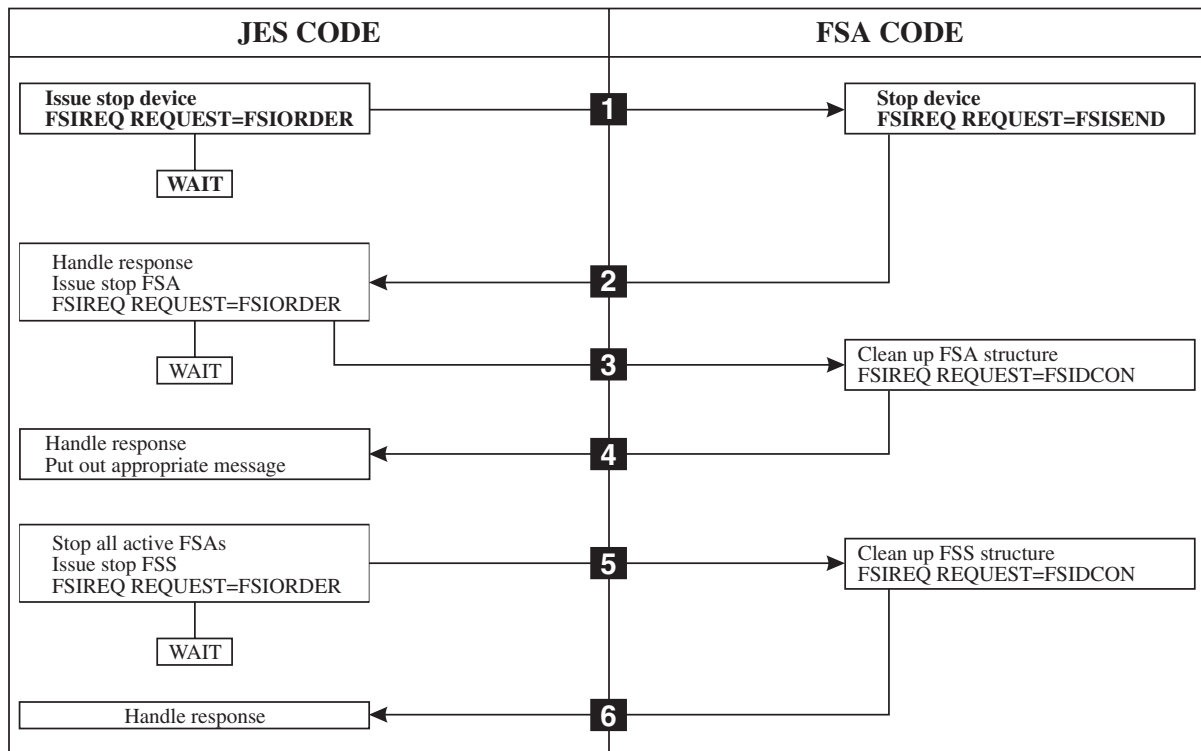 JES CODE
FSA CODE
Issue stop device
FSIREQ REQUEST=FSIORDER
1
Stop device
FSIREQ REQUEST=FSISEND
WAIT
Handle response
Issue stop FSA
FSIREQ REQUEST=FSIORDER
2
WAIT
3
Clean up FSA structure
FSIREQ REQUEST=FSIDCON
Handle response
Put out appropriate message
4
Stop all active FSAs
Issue stop FSS
FSIREQ REQUEST=FSIORDER
5
Clean up FSS structure
FSIREQ REQUEST=FSIDCON
WAIT
Handle response
6